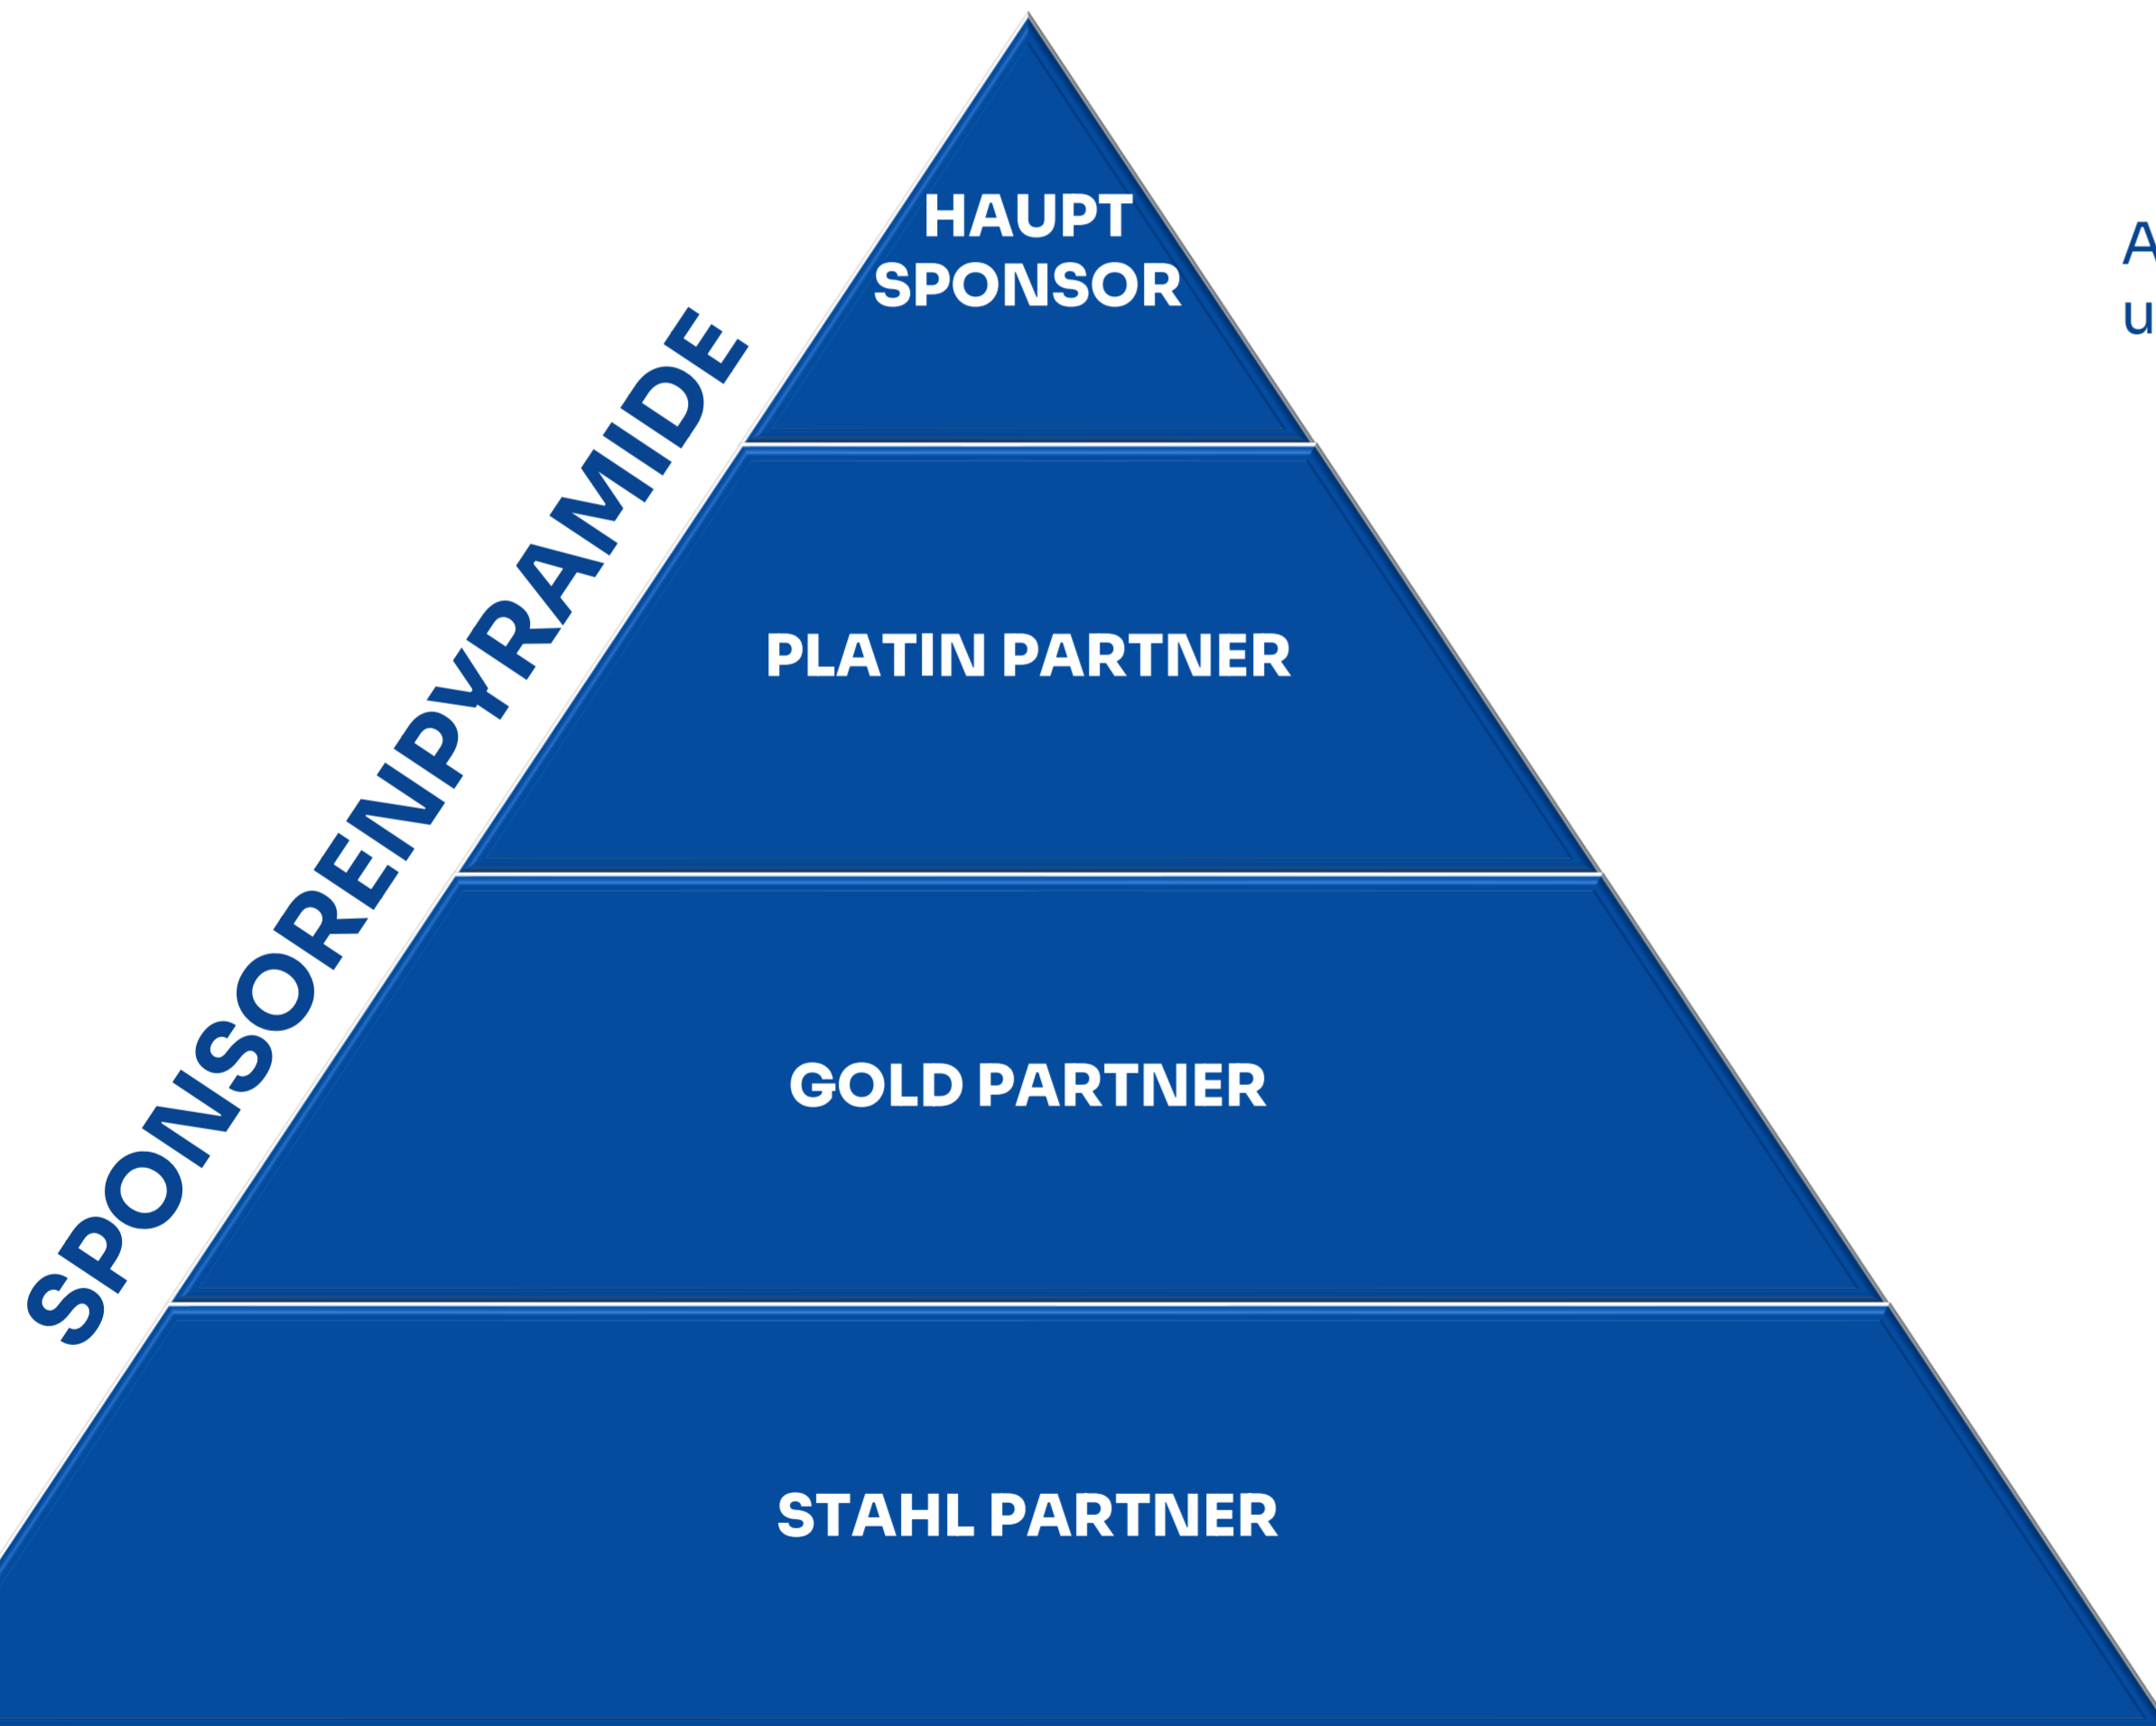 HAUPT
SPONSOR
SPONSORENPYRAMIDE
PLATIN PARTNER
GOLD PARTNER
STAHL PARTNER